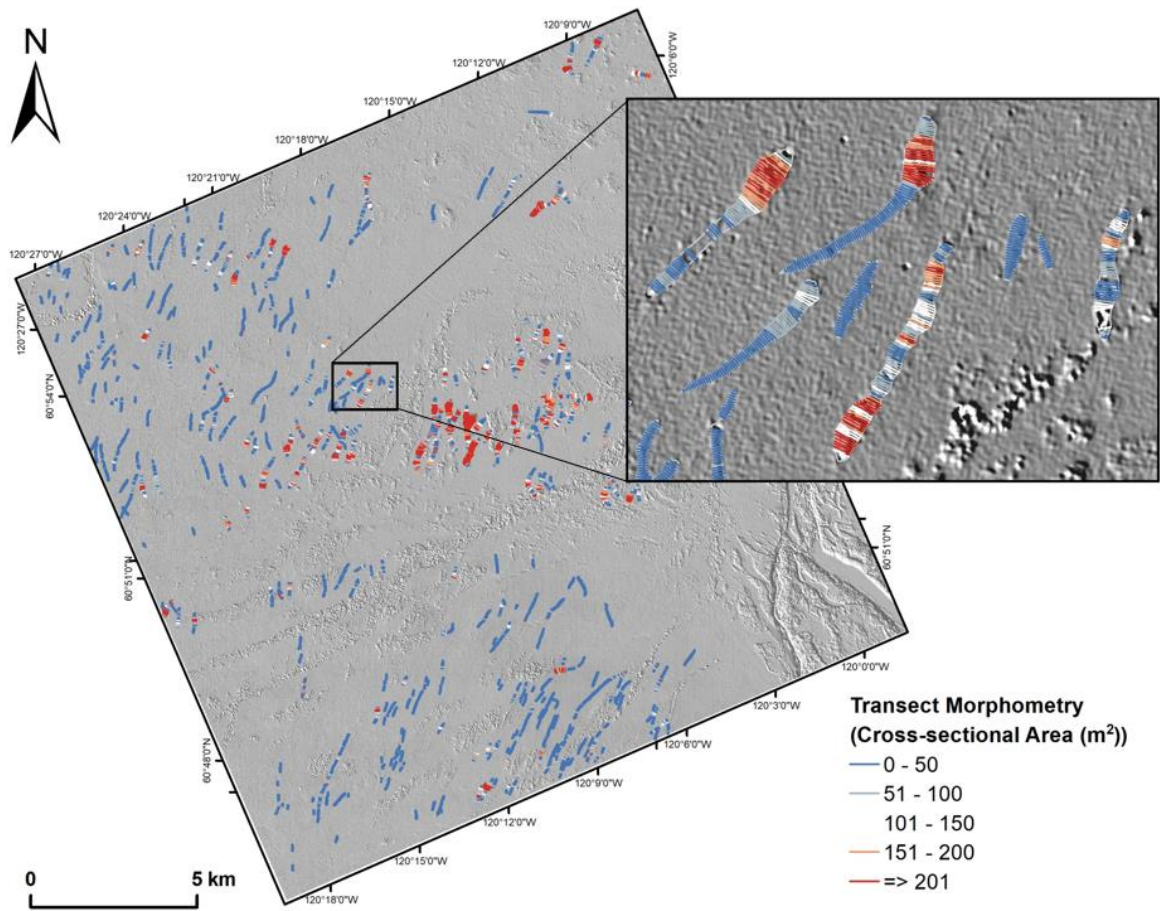 N
120°9'0"W
120°6'0"W
120°12'0"W
120°15'0"W
120°18'0"W
120°21'0"W
120°24'0"W
120°27'0"W
120°27'0"W
60°54'0"N
60°51'0"N
60°51'0"N
60°48'0"N
120°0'0"W
120°3'0"W
120°6'0"W
120°9'0"W
120°12'0"W
120°15'0"W
120°18'0"W
Transect Morphometry
(Cross-sectional Area (m²))
0 - 50
51 - 100
101 - 150
151 - 200
=> 201
0 5 km